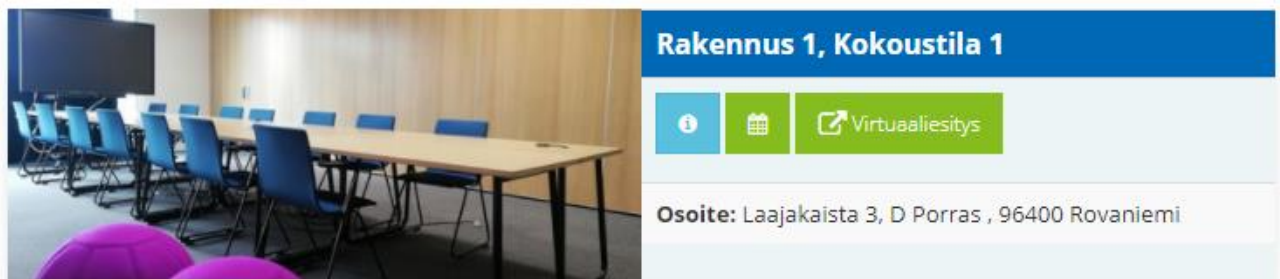 Rakennus 1, Kokoustila 1
Virtuaaliesitys
Osoite: Laajakaista 3, D Porras , 96400 Rovaniemi